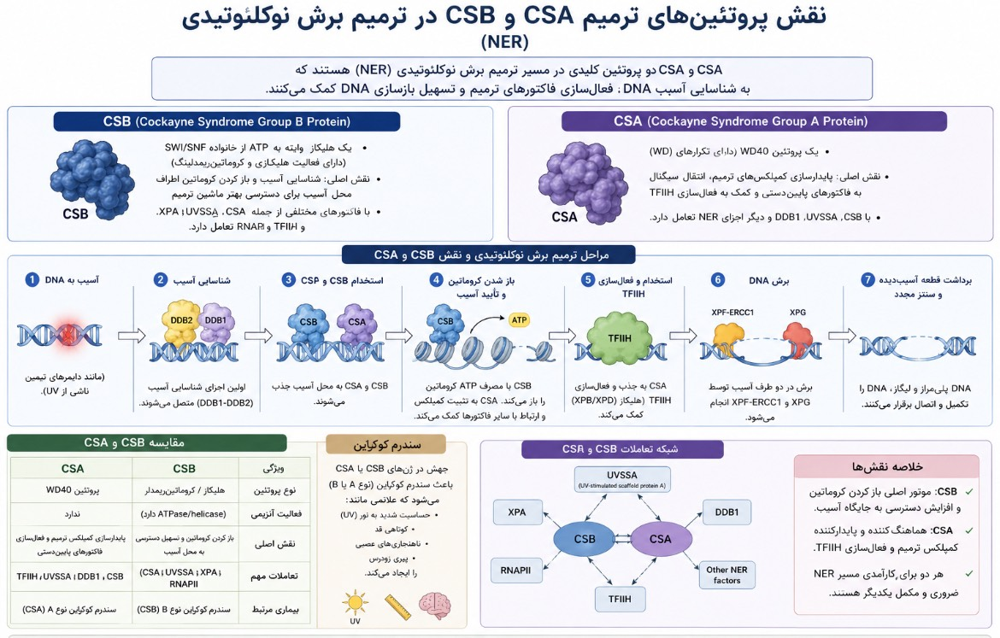 نقش پروتئین‌های ترمیم CSA و CSB در ترمیم برش نوکلئوتیدی
(NER)
CSA و CSA دو پروتئین کلیدی در مسیر ترمیم برش نوکلئوتیدی (NER) هستند که
به شناسایی آسیب DNA، فعال‌سازی فاکتورهای ترمیم و تسهیل بازسازی DNA کمک می‌کنند.
CSA (Cockayne Syndrome Group A Protein)
• یک پروتئین WD40 (دارای تکرارهای WD)
• نقش اصلی: پایدارسازی کمپلکس‌های ترمیم، انتقال سیگنال
به فاکتورهای پایین‌دستی و کمک به فعال‌سازی TFIIH
• با DDB1 ,UVSSA ,CSB و دیگر اجزای NER تعامل دارد.
CSA
CSB (Cockayne Syndrome Group B Protein)
• یک هلیکاز وابته به ATP از خانواده SWI/SNF
(دارای فعالیت هلیکازی و کروماتین‌ریمدلینگ)
• نقش اصلی: شناسایی آسیب و باز کردن کروماتین اطراف
محل آسیب برای دسترسی بهتر ماشین ترمیم
• با فاکتورهای مختلفی از جمله XPA ,UVSSA ,CSA
و TFIIH و RNAPII تعامل دارد.
CSB
مراحل ترمیم برش نوکلئوتیدی و نقش CSB و CSA
1 آسیب به DNA
(مانند دایمرهای تیمین
ناشی از UV).
2 شناسایی آسیب
DDB2 DDB1
اولین اجزای شناسایی آسیب
(DDB1-DDB2) متصل می‌شوند.
3 استخدام CSB و CSP
CSB CSA
CSB و CSA به محل آسیب جذب
می‌شوند.
4 باز شدن کروماتین
و تأیید آسیب
CSB ATP
CSB با مصرف ATP کروماتین
را باز می‌کند. CSA به تثبیت کمپلکس
و ارتباط با سایر فاکتورها کمک می‌کند.
5 استخدام و فعال‌سازی
TFIIH
TFIIH
CSA به جذب و فعال‌سازی
TFIIH (هلیکاز XPB/XPD)
کمک می‌کند.
6 برش DNA
XPF-ERCC1 XPG
برش در دو طرف آسیب توسط
XPG و XPF-ERCC1 انجام
می‌شود.
7 برداشت قطعه آسیب‌دیده
و سنتز مجدد
DNA پلی‌مراز و لیگاز، DNA را
تکمیل و اتصال برقرار می‌کنند.
خلاصه نقش‌ها
✓ CSB: موتور اصلی باز کردن کروماتین
و افزایش دسترسی به جایگاه آسیب.
✓ CSA: هماهنگ‌کننده و پایدارکننده
کمپلکس ترمیم و فعال‌سازی TFIIH.
✓ هر دو برای کارآمدی مسیر NER
ضروری و مکمل یکدیگر هستند.
شبکه تعاملات CSB و CSA
UVSSA
(UV-stimulated scaffold protein A)
XPA
DDB1
CSB
CSA
RNAPII
Other NER
factors
TFIIH
سندرم کوکاین
جهش در ژن‌های CSB یا CSA
باعث سندرم کوکاین (نوع A یا B)
می‌شود که علائمی مانند:
• حساسیت شدید به نور (UV)
• کوتاهی قد
• ناهنجاری‌های عصبی
• پیری زودرس
را ایجاد می‌کند.
UV
مقایسه CSB و CSA
ویژگی CSB CSA
نوع پروتئین هلیکاز / کروماتین‌ریمدلر پروتئین WD40
فعالیت آنزیمی (دارد ATPase/helicase) ندارد
نقش اصلی
باز کردن کروماتین و تسهیل دسترسی
به محل آسیب
پایدارسازی کمپلکس ترمیم و فعال‌سازی
فاکتورهای پایین‌دستی
تعاملات مهم
CSA، UVSSA، XPA،
RNAPII
TFIIH، UVSSA، DDB1، CSB
بیماری مرتبط سندرم کوکاین نوع B (CSB) سندرم کوکاین نوع A (CSA)